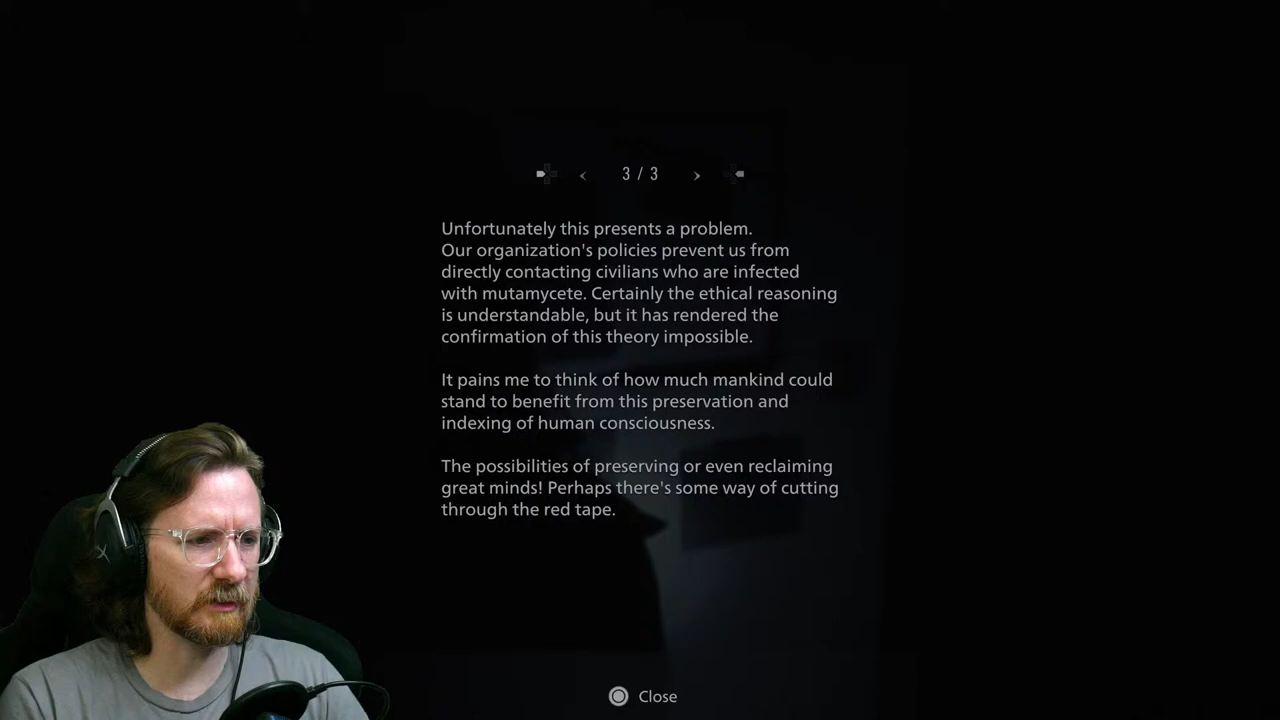 3 / 3
Unfortunately this presents a problem.
Our organization's policies prevent us from
directly contacting civilians who are infected
with mutamycete. Certainly the ethical reasoning
is understandable, but it has rendered the
confirmation of this theory impossible.
It pains me to think of how much mankind could
stand to benefit from this preservation and
indexing of human consciousness.
The possibilities of preserving or even reclaiming
great minds! Perhaps there's some way of cutting
through the red tape.
Close